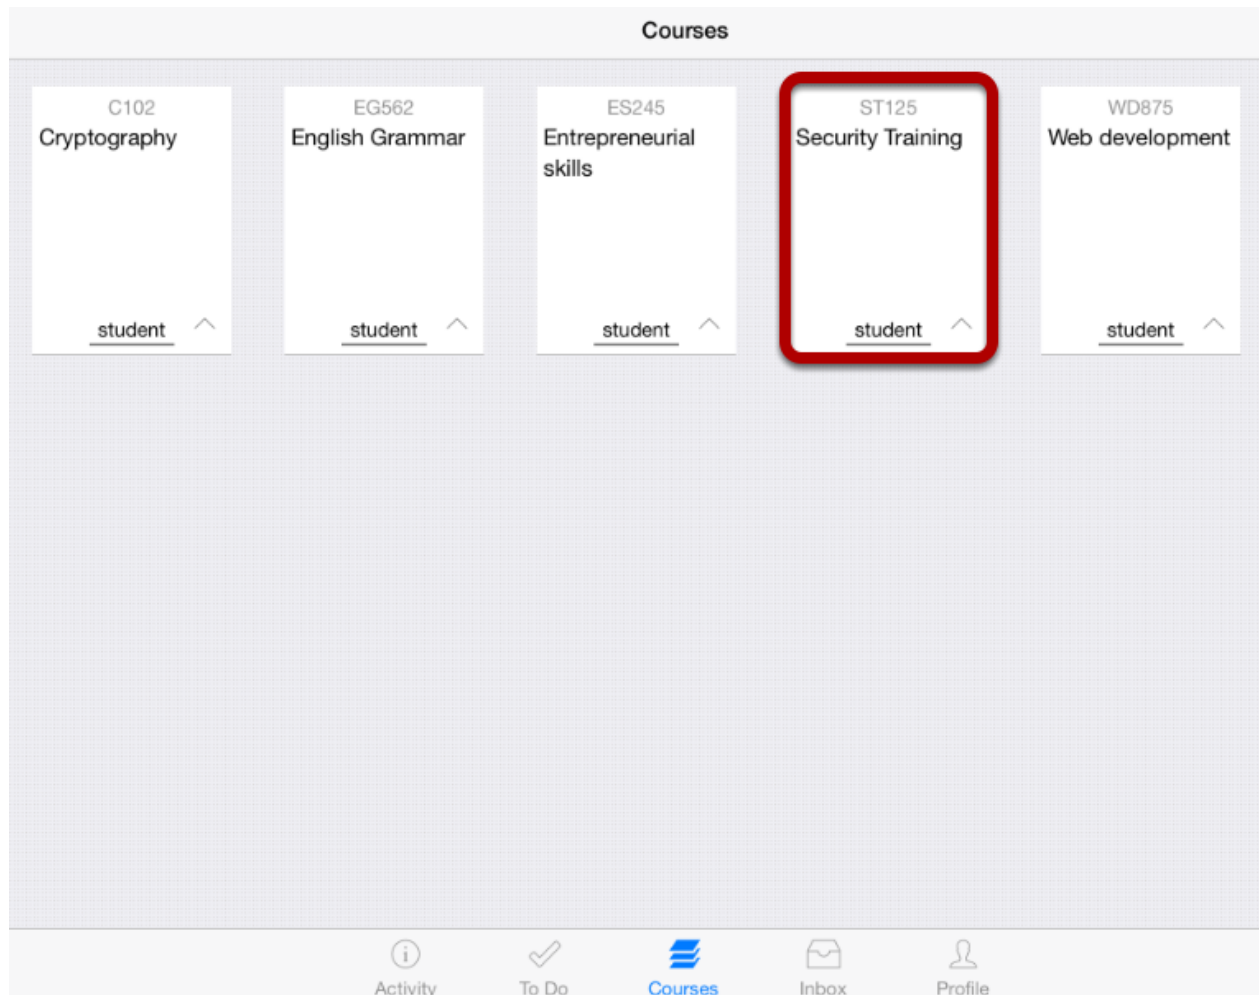 Courses
C102
Cryptography
student
EG562
English Grammar
student
ES245
Entrepreneurial
skills
student
ST125
Security Training
student
WD875
Web development
student
Activity
To Do
Courses
Inbox
Profile